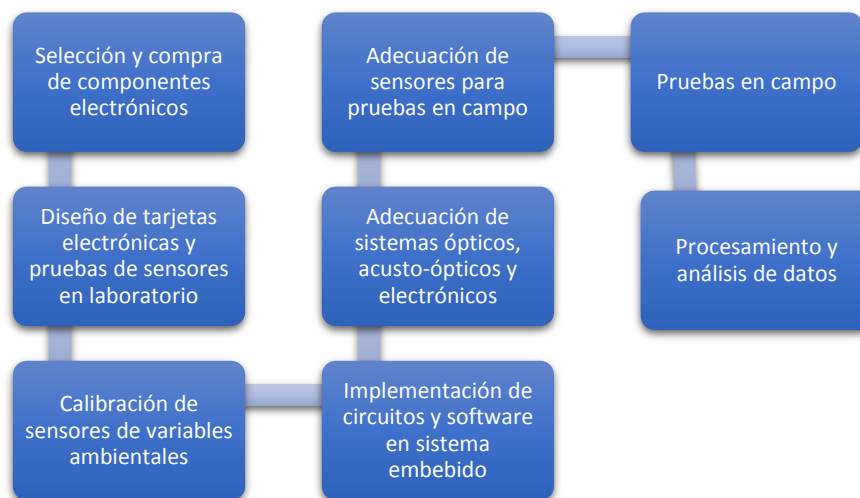 Selección y compra
de componentes
electrónicos
Diseño de tarjetas
electrónicas y
pruebas de sensores
en laboratorio
Calibración de
sensores de variables
ambientales
Implementación de
circuitos y software
en sistema
embebido
Adecuación de
sistemas ópticos,
acusto-ópticos y
electrónicos
Adecuación de
sensores para
pruebas en campo
Pruebas en campo
Procesamiento y
análisis de datos